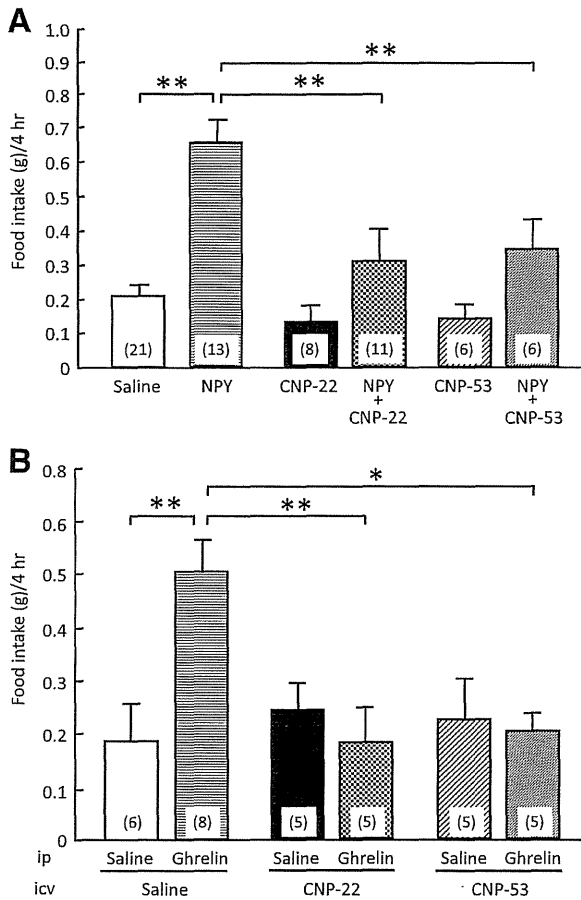 A
Food intake (g)/4 hr
1.0
0.9
0.8
0.7
0.6
0.5
0.4
0.3
0.2
0.1
0
** ** **
(21) (13) (8) (11) (6) (6)
Saline NPY CNP-22 NPY CNP-53 NPY
+ +
CNP-22 CNP-53
B
Food intake (g)/4 hr
0.8
0.6
0.5
0.4
0.3
0.2
0.1
0
** ** *
(6) (8) (5) (5) (5) (5)
ip Saline Ghrelin Saline Ghrelin Saline Ghrelin
icv Saline CNP-22 CNP-53